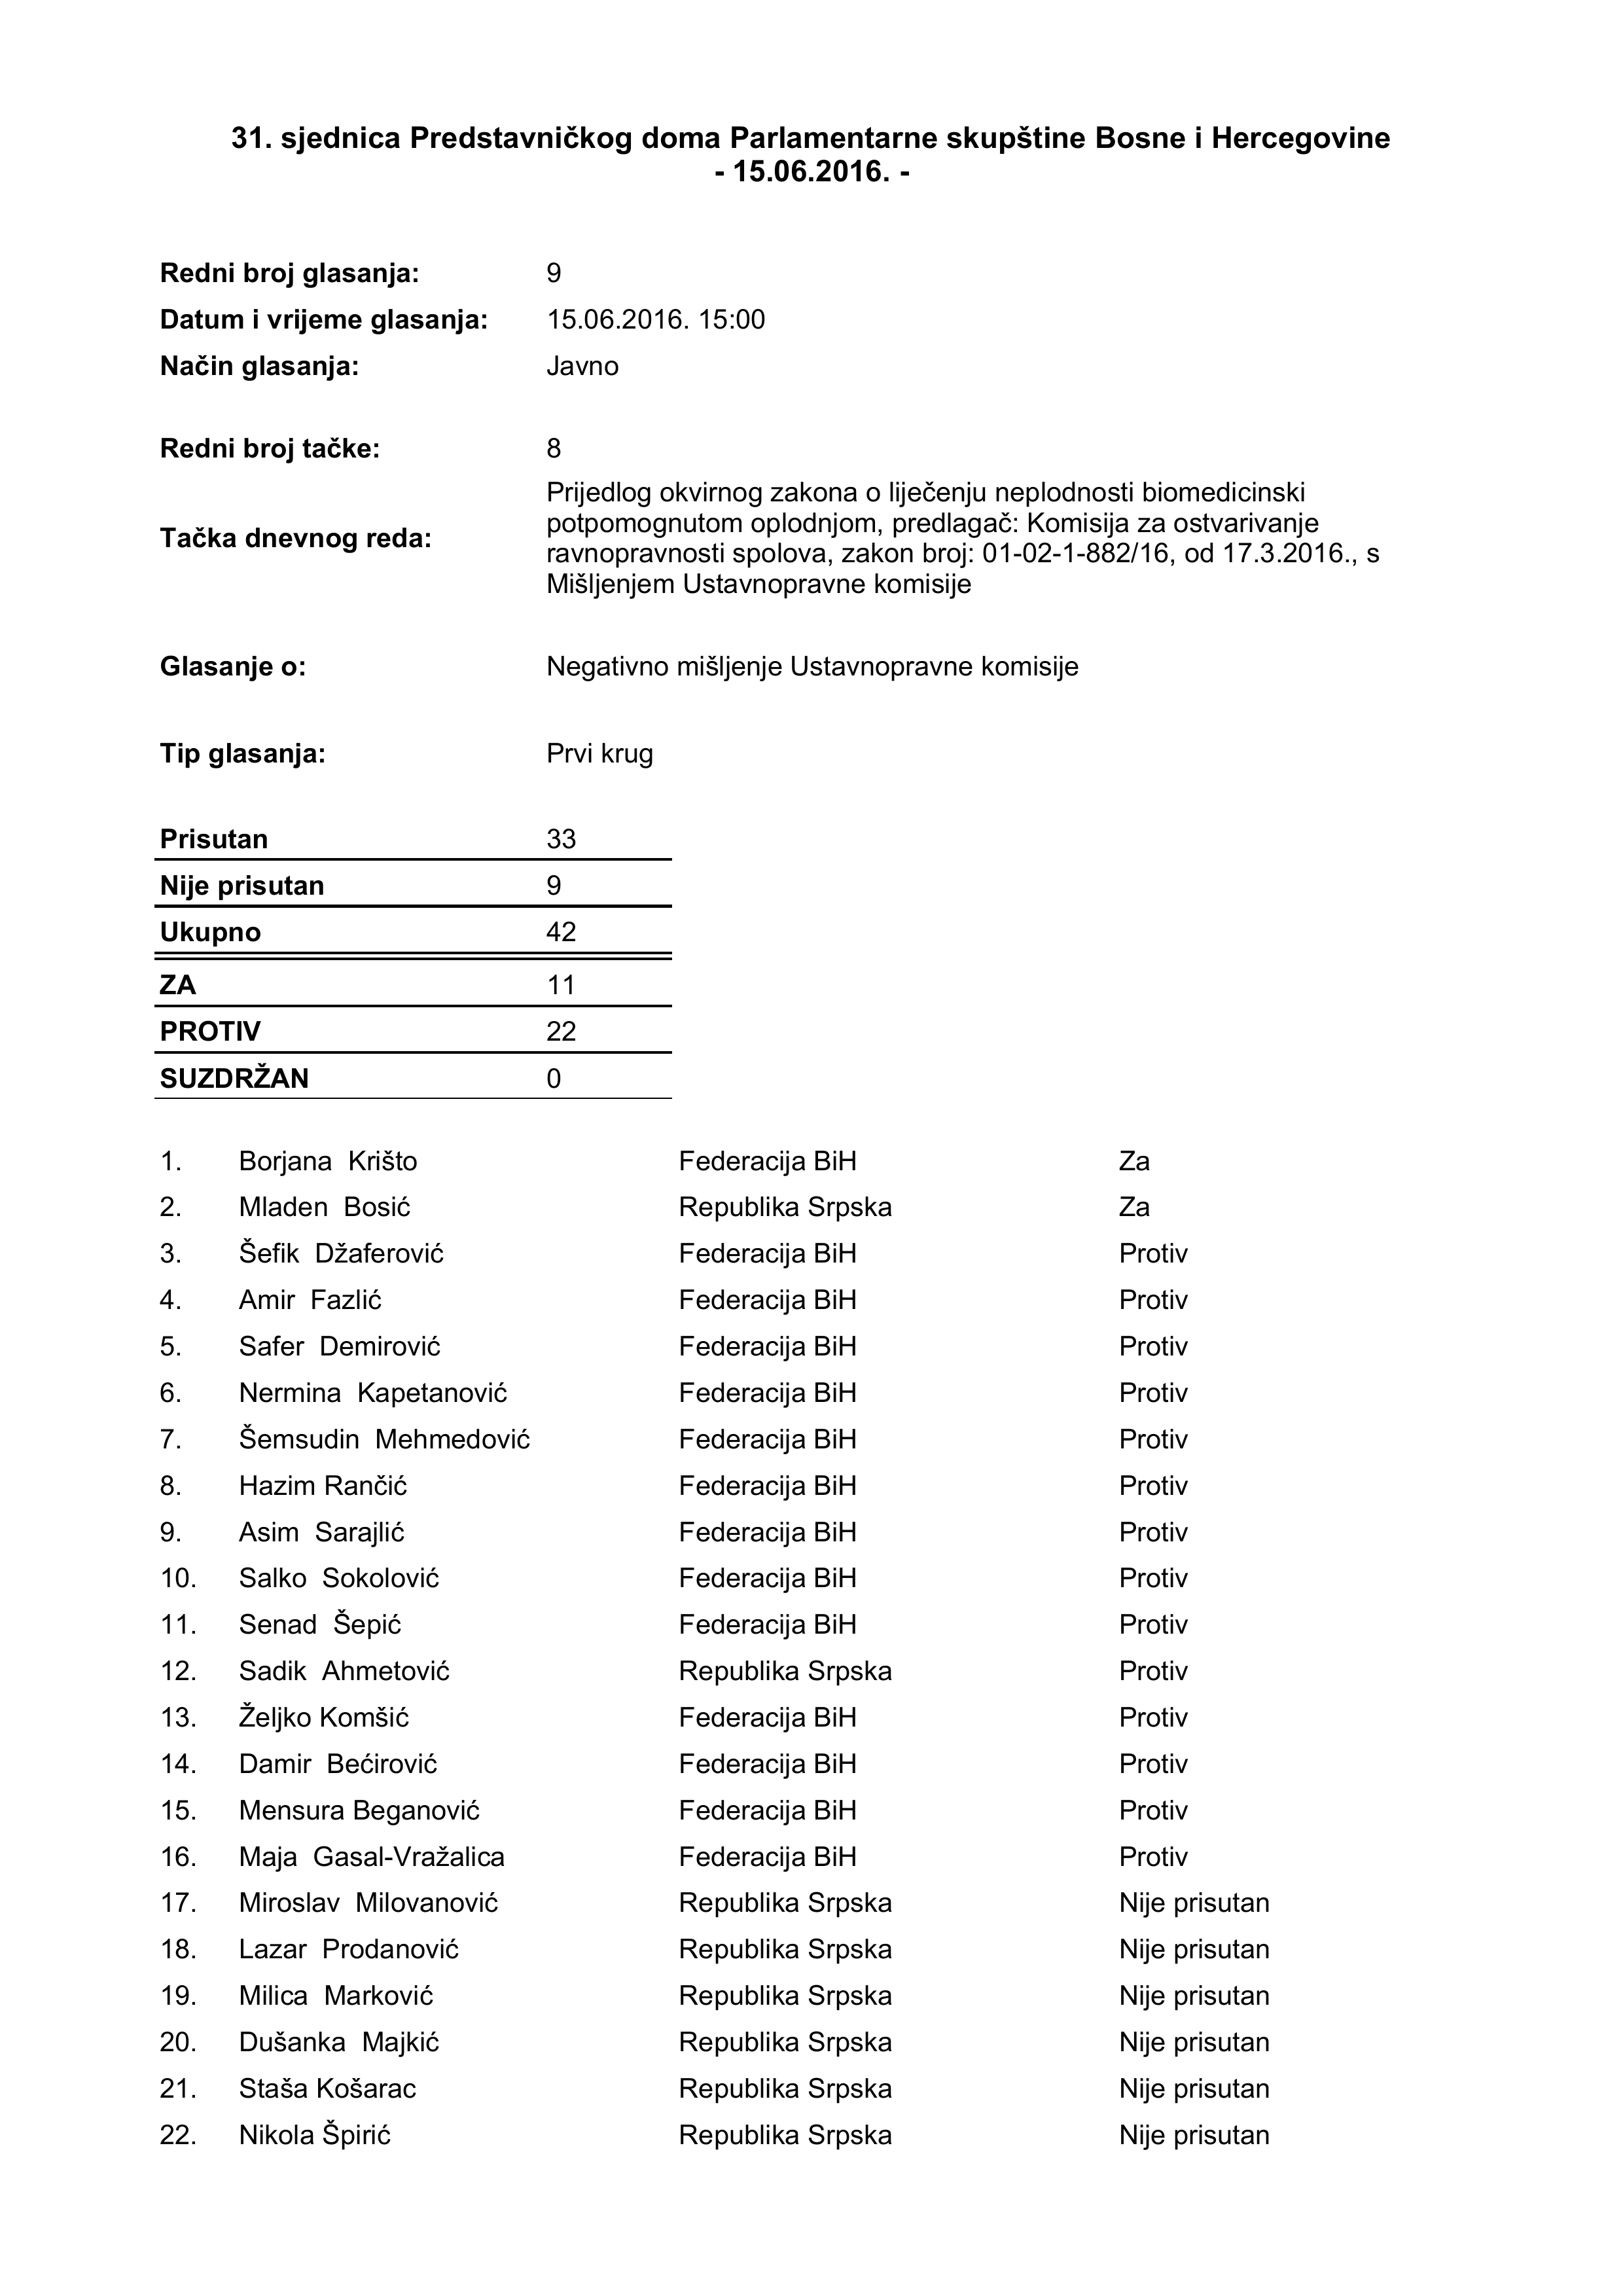 31. sjednica Predstavničkog doma Parlamentarne skupštine Bosne i Hercegovine
- 15.06.2016. -
Redni broj glasanja: 9
Datum i vrijeme glasanja: 15.06.2016. 15:00
Način glasanja: Javno
Redni broj tačke: 8
Tačka dnevnog reda: Prijedlog okvirnog zakona o liječenju neplodnosti biomedicinski
potpomognutom oplodnjom, predlagač: Komisija za ostvarivanje
ravnopravnosti spolova, zakon broj: 01-02-1-882/16, od 17.3.2016., s
Mišljenjem Ustavnopravne komisije
Glasanje o: Negativno mišljenje Ustavnopravne komisije
Tip glasanja: Prvi krug
Prisutan 33
Nije prisutan 9
Ukupno 42
ZA 11
PROTIV 22
SUZDRŽAN 0
1. Borjana Krišto Federacija BiH Za
2. Mladen Bosić Republika Srpska Za
3. Šefik Džaferović Federacija BiH Protiv
4. Amir Fazlić Federacija BiH Protiv
5. Safer Demirović Federacija BiH Protiv
6. Nermina Kapetanović Federacija BiH Protiv
7. Šemsudin Mehmedović Federacija BiH Protiv
8. Hazim Rančić Federacija BiH Protiv
9. Asim Sarajlić Federacija BiH Protiv
10. Salko Sokolović Federacija BiH Protiv
11. Senad Šepić Federacija BiH Protiv
12. Sadik Ahmetović Republika Srpska Protiv
13. Željko Komšić Federacija BiH Protiv
14. Damir Bećirović Federacija BiH Protiv
15. Mensura Beganović Federacija BiH Protiv
16. Maja Gasal-Vražalica Federacija BiH Protiv
17. Miroslav Milovanović Republika Srpska Nije prisutan
18. Lazar Prodanović Republika Srpska Nije prisutan
19. Milica Marković Republika Srpska Nije prisutan
20. Dušanka Majkić Republika Srpska Nije prisutan
21. Staša Košarac Republika Srpska Nije prisutan
22. Nikola Špirić Republika Srpska Nije prisutan